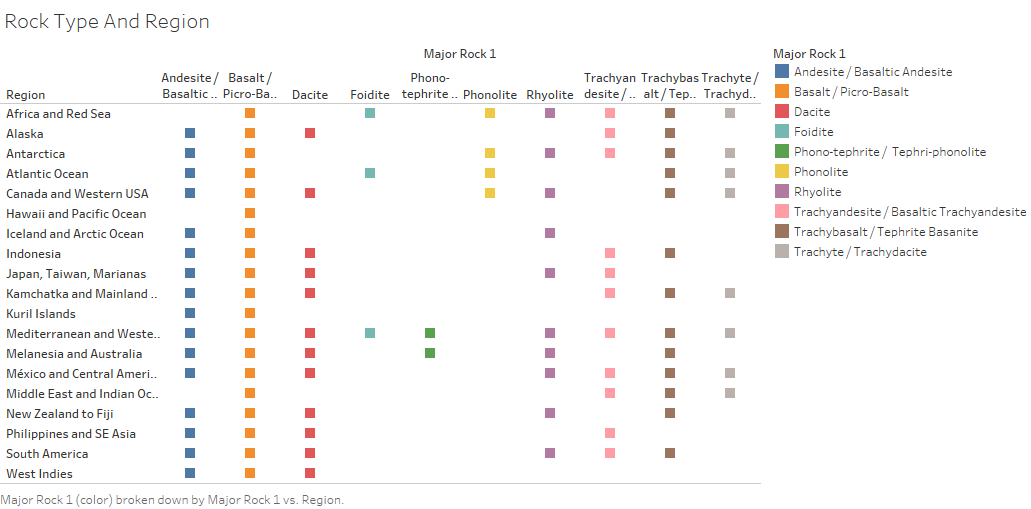 Rock Type And Region
Major Rock 1
Region
Andesite / Basaltic ..
Basalt / Picro-Ba..
Dacite
Foidite
Phono-tephrite ..
Phonolite
Rhyolite
Trachyan desite / ..
Trachybas alt / Tep..
Trachyte / Trachyd..
Africa and Red Sea
Alaska
Antarctica
Atlantic Ocean
Canada and Western USA
Hawaii and Pacific Ocean
Iceland and Arctic Ocean
Indonesia
Japan, Taiwan, Marianas
Kamchatka and Mainland ..
Kuril Islands
Mediterranean and Weste..
Melanesia and Australia
México and Central Ameri..
Middle East and Indian Oc..
New Zealand to Fiji
Philippines and SE Asia
South America
West Indies
Major Rock 1 (color) broken down by Major Rock 1 vs. Region.
Major Rock 1
Andesite / Basaltic Andesite
Basalt / Picro-Basalt
Dacite
Foidite
Phono-tephrite / Tephri-phonolite
Phonolite
Rhyolite
Trachyandesite / Basaltic Trachyandesite
Trachybasalt / Tephrite Basanite
Trachyte / Trachydacite